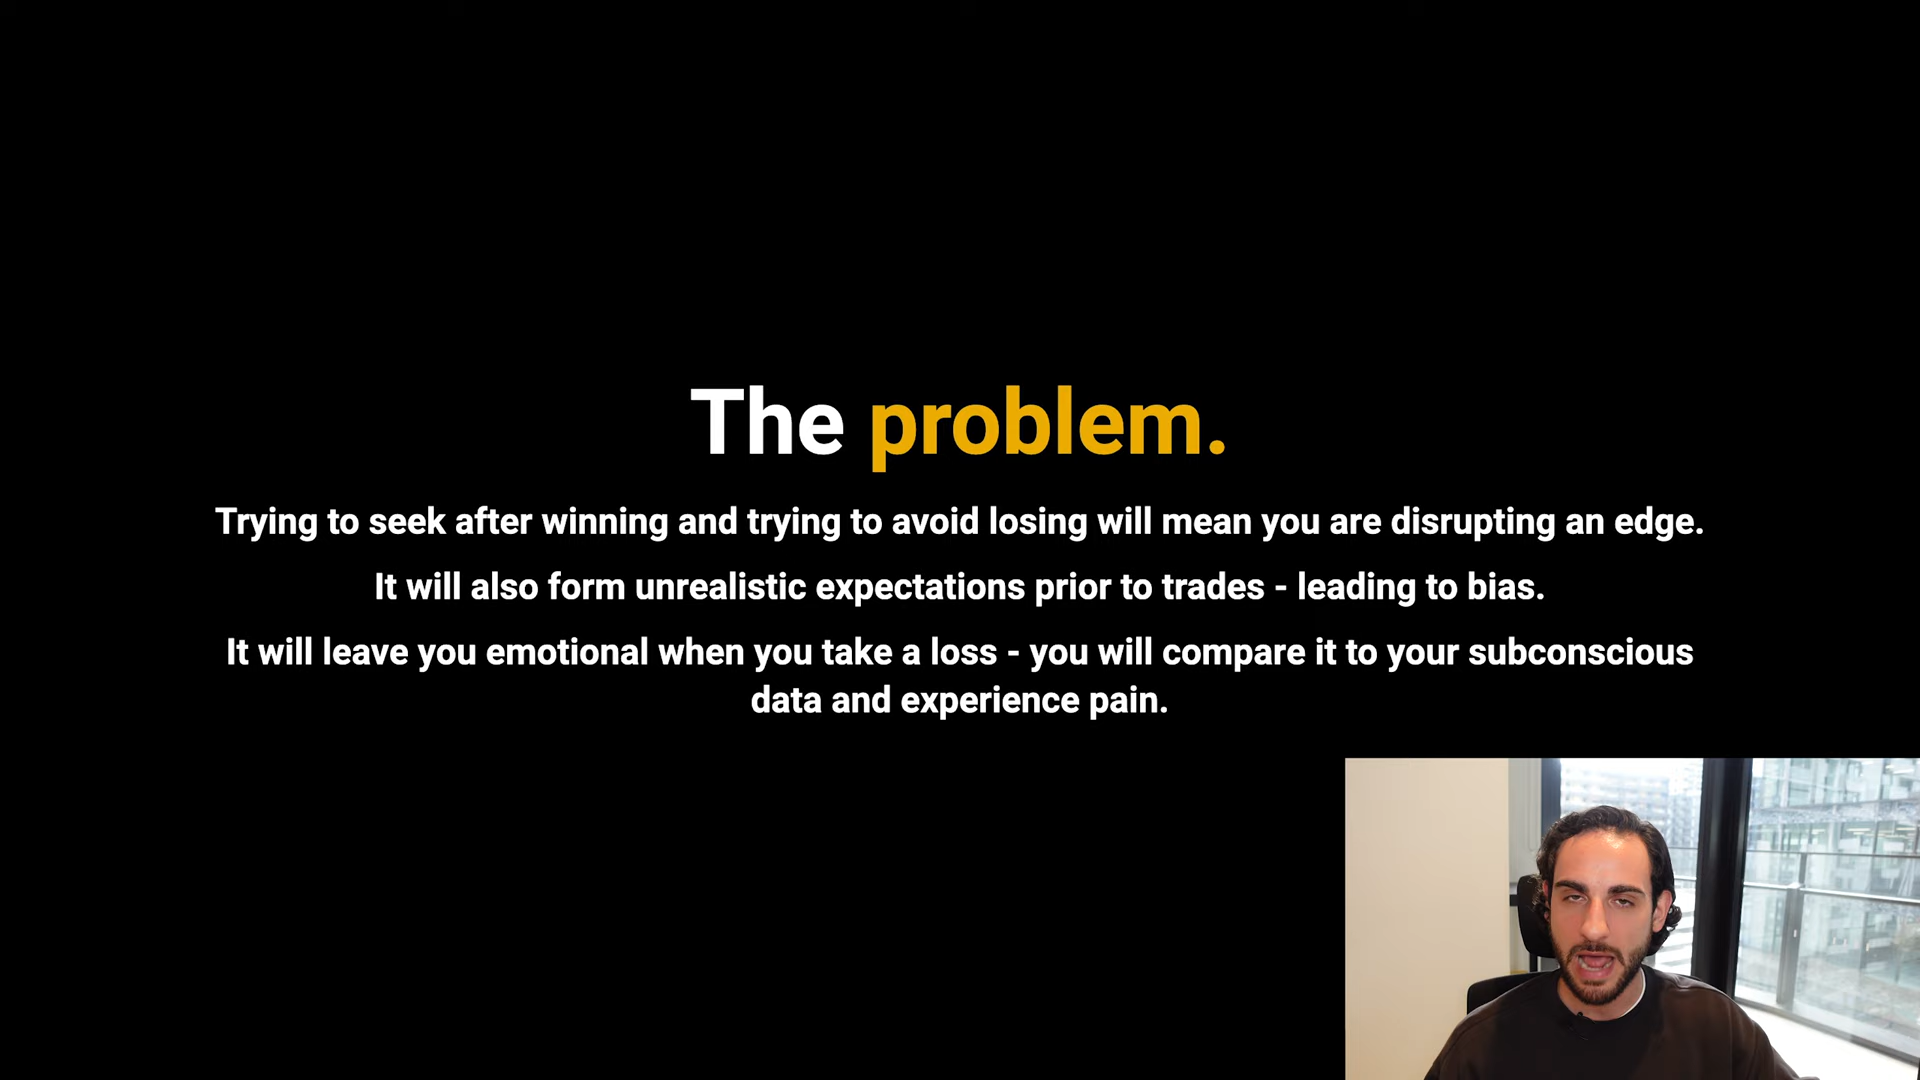 The problem.
Trying to seek after winning and trying to avoid losing will mean you are disrupting an edge.
It will also form unrealistic expectations prior to trades - leading to bias.
It will leave you emotional when you take a loss - you will compare it to your subconscious
data and experience pain.